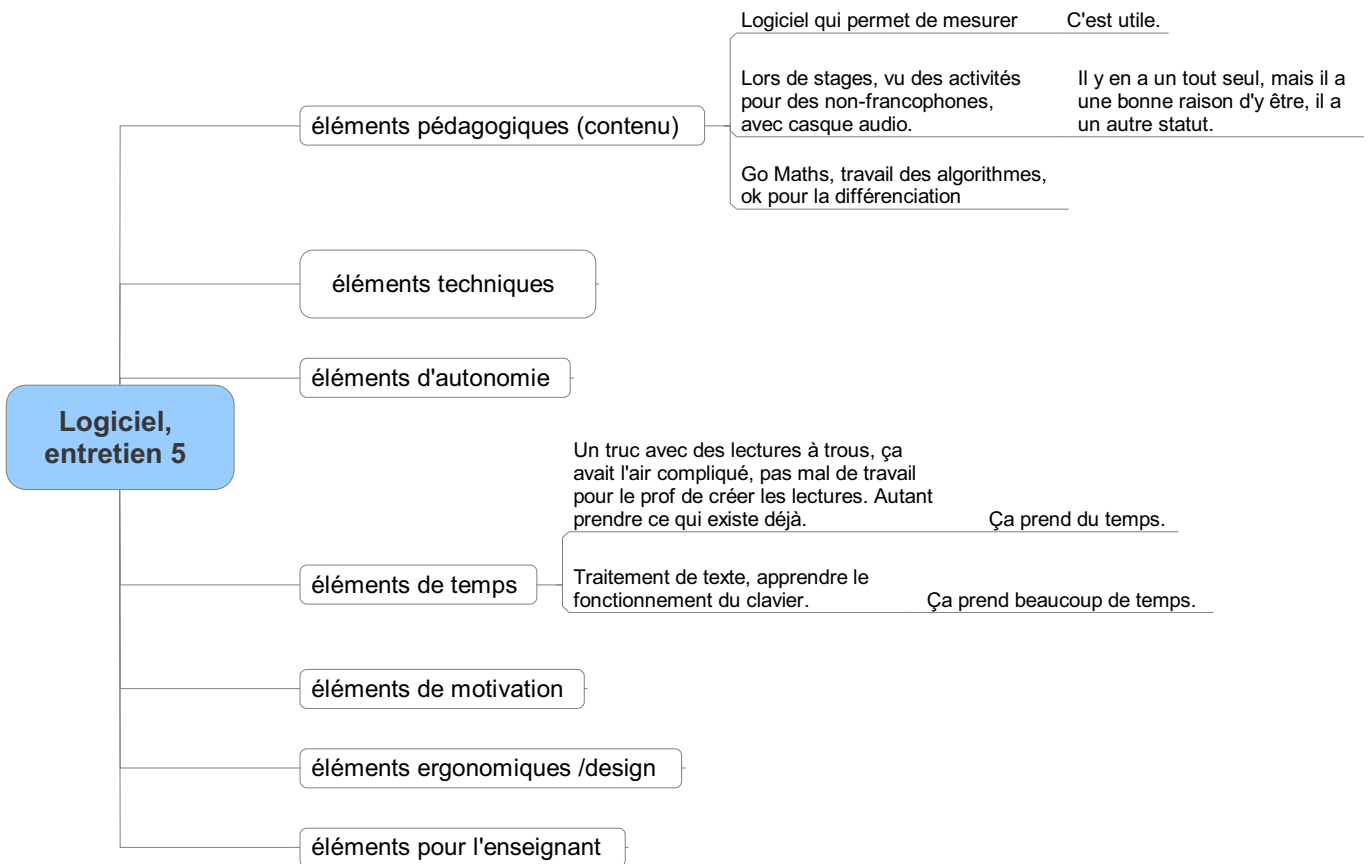 Logiciel qui permet de mesurer
C'est utile.
Lors de stages, vu des activités
pour des non-francophones,
avec casque audio.
Il y en a un tout seul, mais il a
une bonne raison d'y être, il a
un autre statut.
éléments pédagogiques (contenu)
Go Maths, travail des algorithmes,
ok pour la différenciation
éléments techniques
éléments d'autonomie
Logiciel,
entretien 5
Un truc avec des lectures à trous, ça
avait l'air compliqué, pas mal de travail
pour le prof de créer les lectures. Autant
prendre ce qui existe déjà.
Ça prend du temps.
éléments de temps
Traitement de texte, apprendre le
fonctionnement du clavier.
Ça prend beaucoup de temps.
éléments de motivation
éléments ergonomiques /design
éléments pour l'enseignant